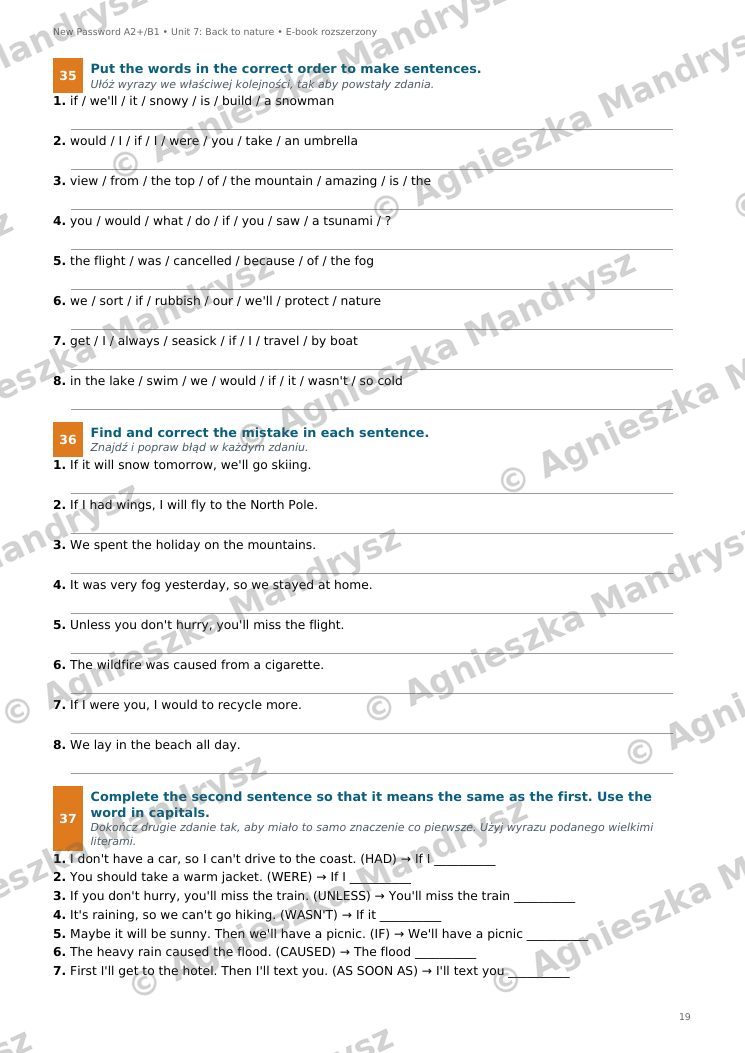 New Password A2+/B1 • Unit 7: Back to nature • E-book rozszerzony
35 Put the words in the correct order to make sentences.
Ułóż wyrazy we właściwej kolejności, tak aby powstały zdania.
1. if / we'll / it / snowy / is / build / a snowman
2. would / I / if / I / were / you / take / an umbrella
3. view / from / the top / of / the mountain / amazing / is / the
4. you / would / what / do / if / you / saw / a tsunami / ?
5. the flight / was / cancelled / because / of / the fog
6. we / sort / if / rubbish / our / we'll / protect / nature
7. get / I / always / seasick / if / I / travel / by boat
8. in the lake / swim / we / would / if / it / wasn't / so cold
36 Find and correct the mistake in each sentence.
Znajdź i popraw błąd w każdym zdaniu.
1. If it will snow tomorrow, we'll go skiing.
2. If I had wings, I will fly to the North Pole.
3. We spent the holiday on the mountains.
4. It was very fog yesterday, so we stayed at home.
5. Unless you don't hurry, you'll miss the flight.
6. The wildfire was caused from a cigarette.
7. If I were you, I would to recycle more.
8. We lay in the beach all day.
37 Complete the second sentence so that it means the same as the first. Use the
word in capitals.
Dokończ drugie zdanie tak, aby miało to samo znaczenie co pierwsze. Użyj wyrazu podanego wielkimi
literami.
1. I don't have a car, so I can't drive to the coast. (HAD) → If I __________
2. You should take a warm jacket. (WERE) → If I __________
3. If you don't hurry, you'll miss the train. (UNLESS) → You'll miss the train __________
4. It's raining, so we can't go hiking. (WASN'T) → If it __________
5. Maybe it will be sunny. Then we'll have a picnic. (IF) → We'll have a picnic __________
6. The heavy rain caused the flood. (CAUSED) → The flood __________
7. First I'll get to the hotel. Then I'll text you. (AS SOON AS) → I'll text you __________
19
© Agnieszka Mandrysz